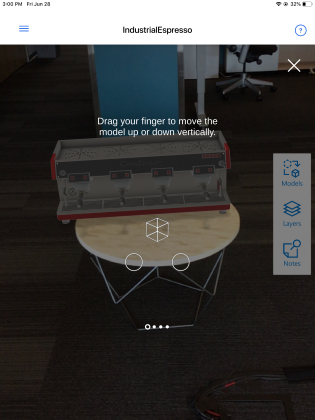 3:00 PM Fri Jun 28
32%
IndustrialEspresso
?
Drag your finger to move the
model up or down vertically.
Models
Layers
Notes